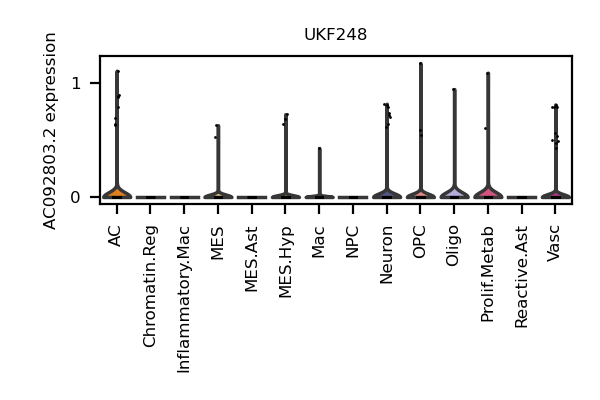 UKF248
AC092803.2 expression
1
0
AC
Chromatin.Reg
Inflammatory.Mac
MES
MES.Ast
MES.Hyp
Mac
NPC
Neuron
OPC
Oligo
Prolif.Metab
Reactive.Ast
Vasc